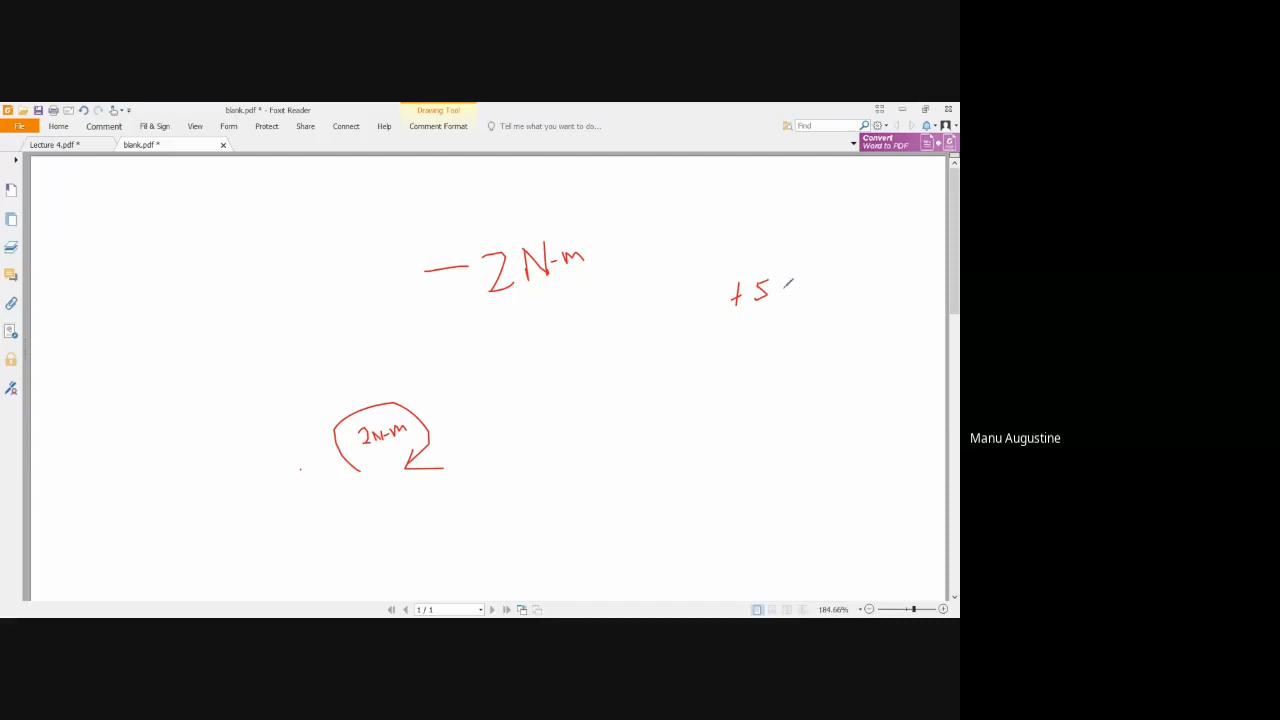 blank.pdf * - Foxit Reader
Drawing Tool
File Home Comment Fill & Sign View Form Protect Share Connect Help Comment Format Tell me what you want to do... Find
Lecture 4.pdf * blank.pdf *
Convert
Word to PDF
— 2 N-m
+ 5
2N-m
Manu Augustine
1 / 1
184.66%